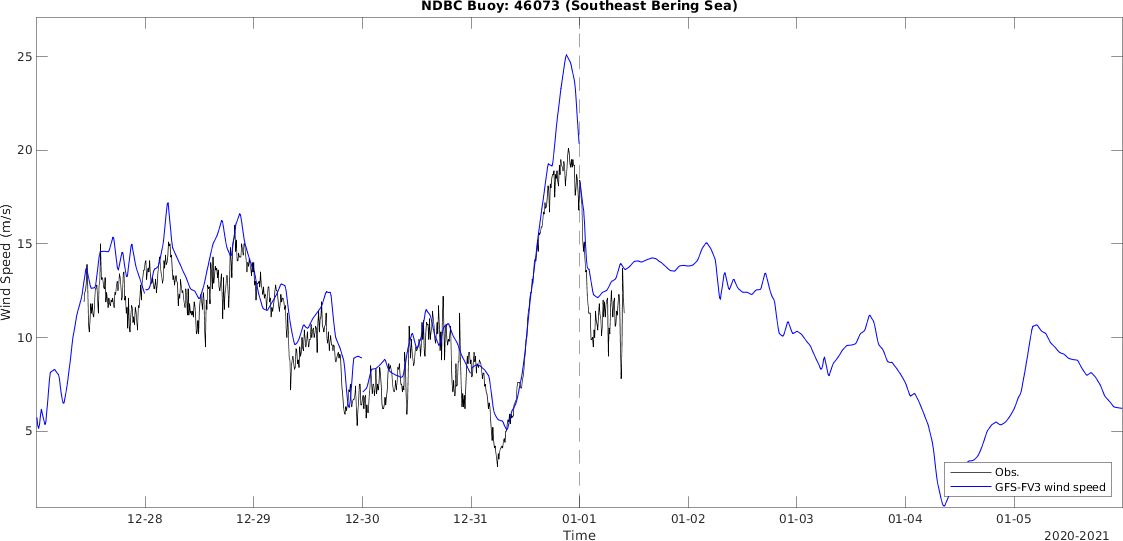 NDBC Buoy: 46073 (Southeast Bering Sea)
25
20
15
10
5
Wind Speed (m/s)
Obs.
GFS-FV3 wind speed
12-28 12-29 12-30 12-31 01-01 01-02 01-03 01-04 01-05
Time
2020-2021